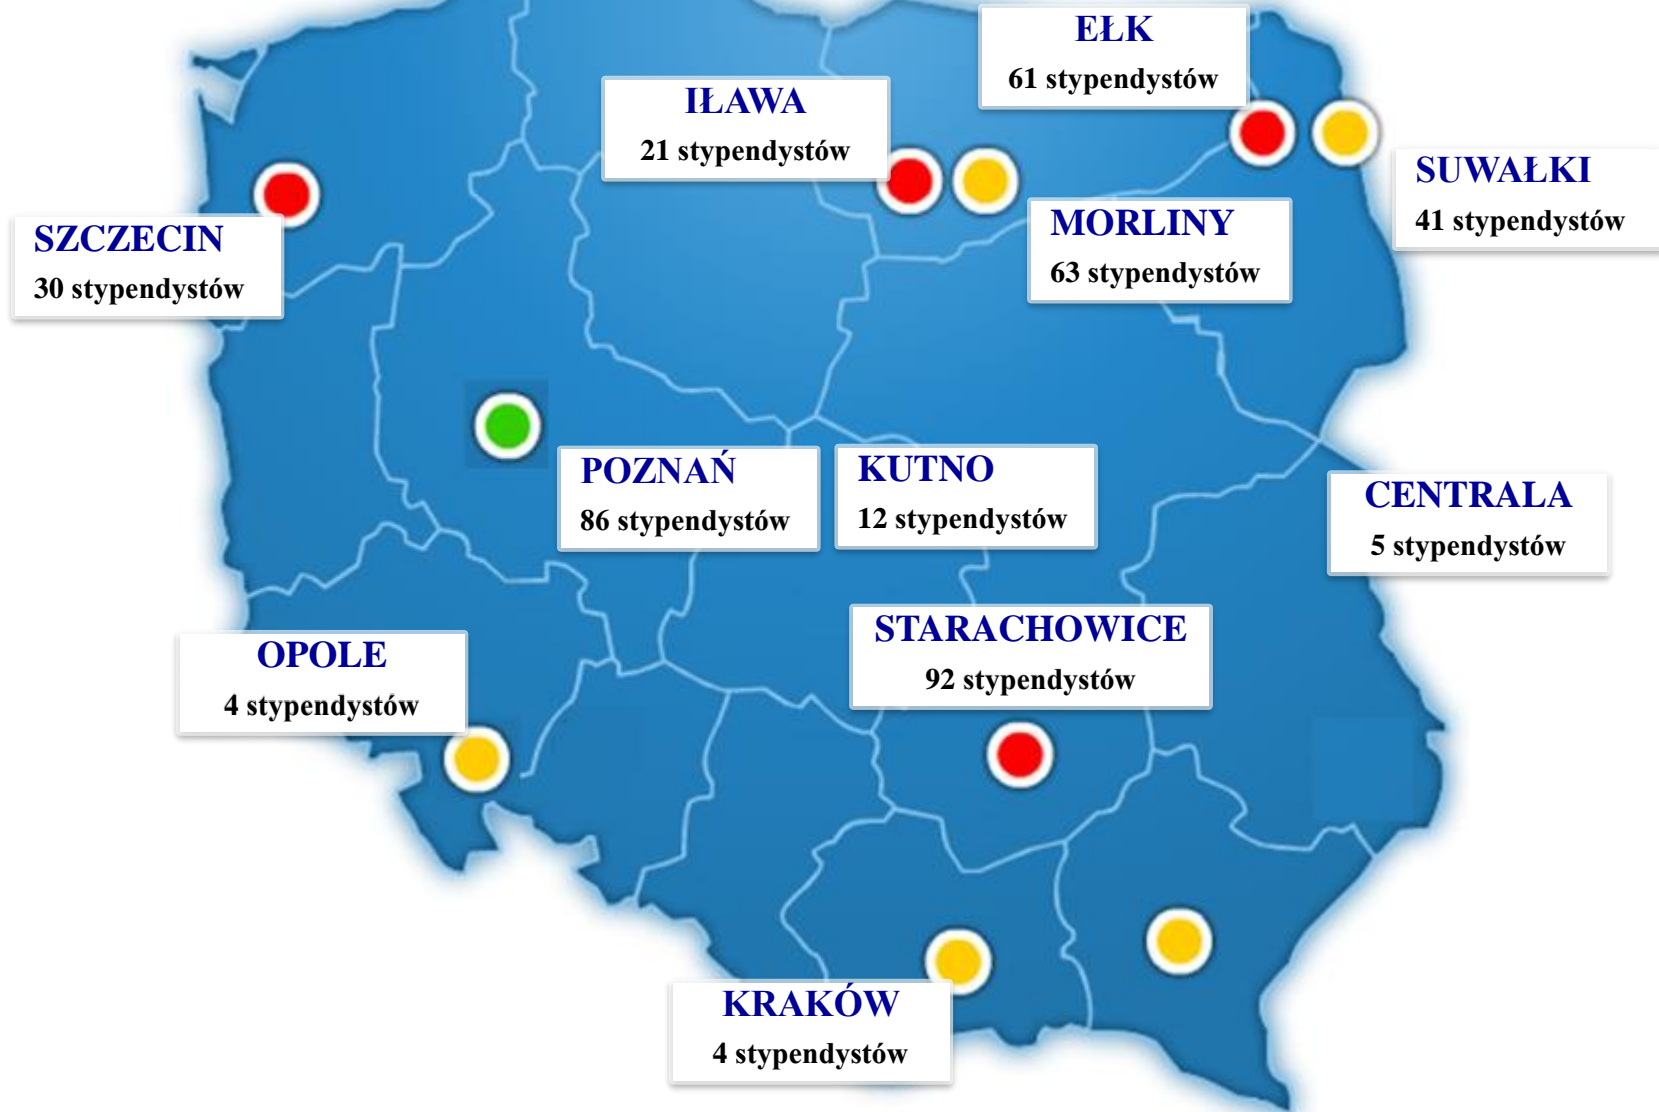 EŁK
61 stypendystów
IŁAWA
21 stypendystów
SUWAŁKI
41 stypendystów
MORLINY
63 stypendystów
SZCZECIN
30 stypendystów
POZNAŃ
86 stypendystów
KUTNO
12 stypendystów
CENTRALA
5 stypendystów
STARACHOWICE
92 stypendystów
OPOLE
4 stypendystów
KRAKÓW
4 stypendystów